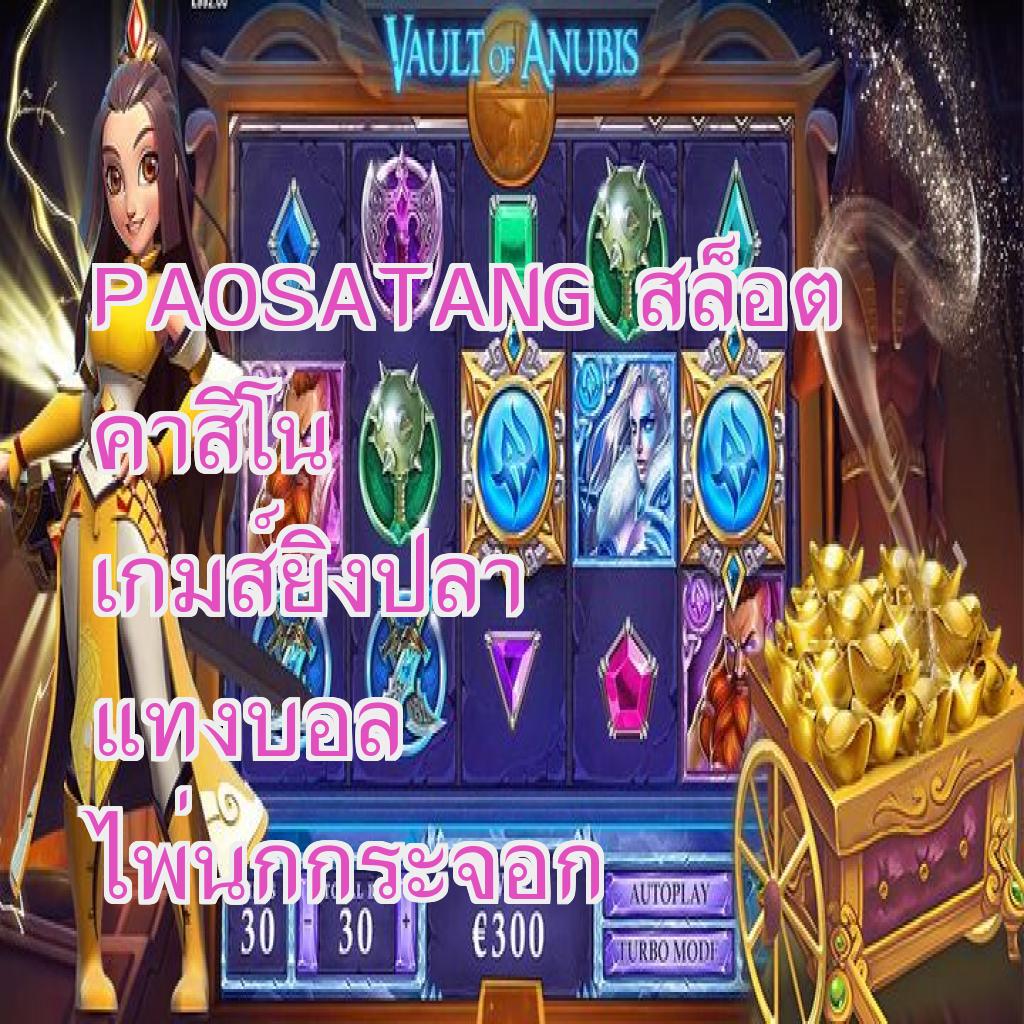 VAULT OF ANUBIS
PAOSATANG สล็อต
คาสิโน
เกมส์ยิงปลา
แทงบอล
ไพ่นกกระจอก
AUTOPLAY
30
30
€300
TURBO MODE